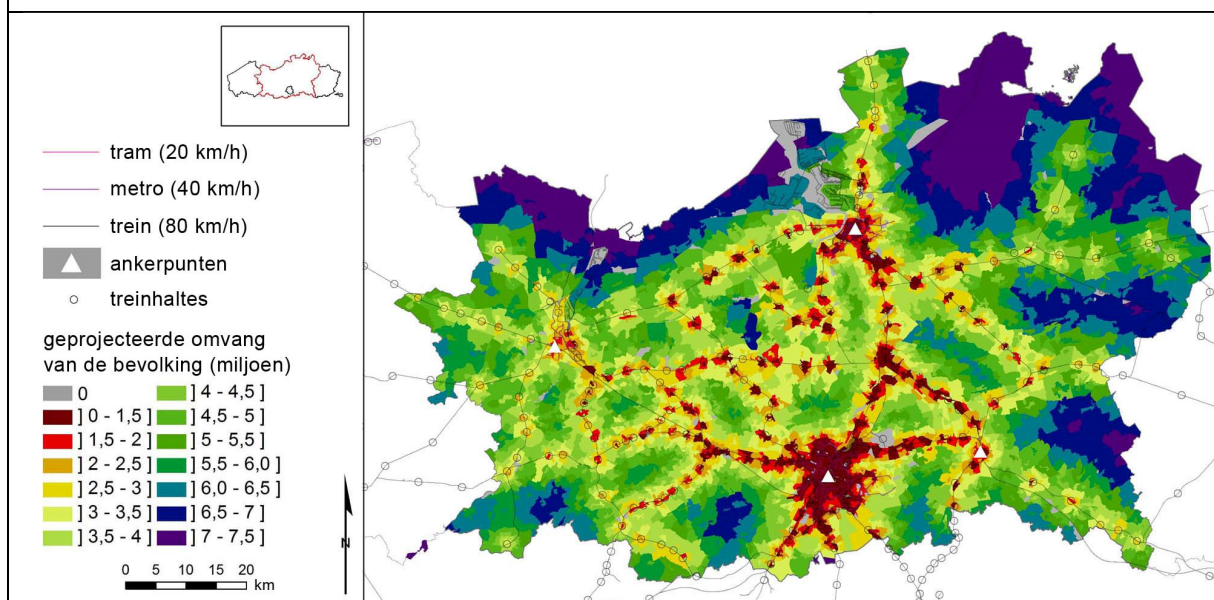 tram (20 km/h)
metro (40 km/h)
trein (80 km/h)
ankerpunten
treinhaltes
geprojecteerde omvang
van de bevolking (miljoen)
0
] 0 - 1,5 ]
] 1,5 - 2 ]
] 2 - 2,5 ]
] 2,5 - 3 ]
] 3 - 3,5 ]
] 3,5 - 4 ]
] 4 - 4,5 ]
] 4,5 - 5 ]
] 5 - 5,5 ]
] 5,5 - 6,0 ]
] 6,0 - 6,5 ]
] 6,5 - 7 ]
] 7 - 7,5 ]
0 5 10 15 20
km
N